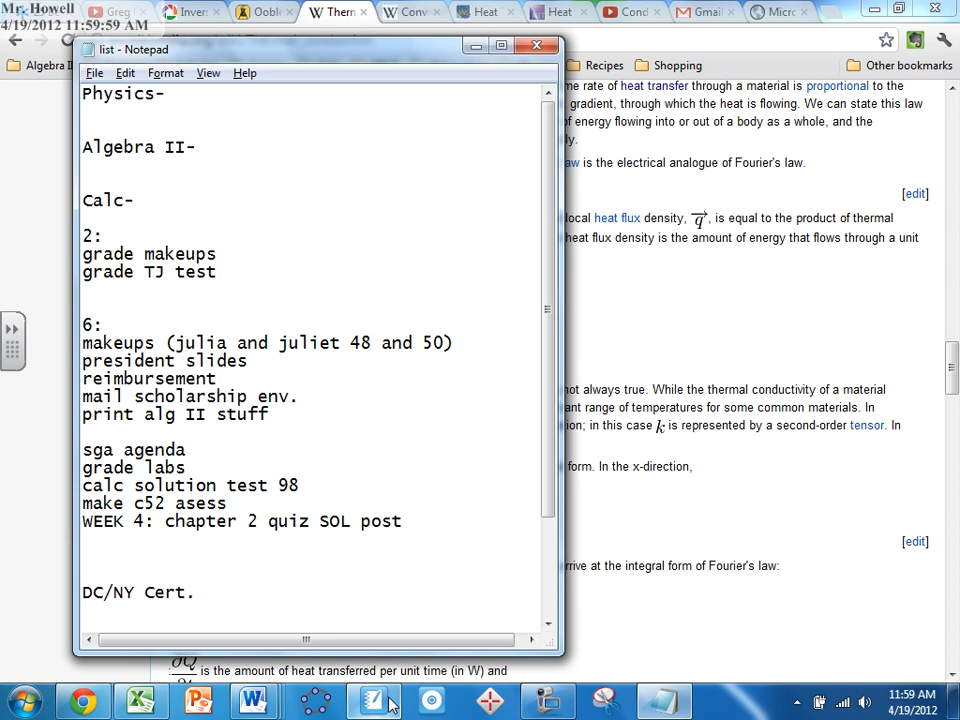 Mr. Howell
4/19/2012 11:59:59 AM
Greg
Inver:
Ooble
Therm
Conv
Heat
Heat
Cond
Gmail
Micro
Algebra II
Recipes
Shopping
Other bookmarks
list - Notepad
File Edit Format View Help
Physics-
Algebra II-
Calc-
2:
grade makeups
grade TJ test
6:
makeups (julia and juliet 48 and 50)
president slides
reimbursement
mail scholarship env.
print alg II stuff
sga agenda
grade labs
calc solution test 98
make c52 asess
WEEK 4: chapter 2 quiz SOL post
DC/NY Cert.
me rate of heat transfer through a material is proportional to the
gradient, through which the heat is flowing. We can state this law
of energy flowing into or out of a body as a whole, and the
ly.
aw is the electrical analogue of Fourier's law.
[edit]
local heat flux density, q, is equal to the product of thermal
heat flux density is the amount of energy that flows through a unit
not always true. While the thermal conductivity of a material
ant range of temperatures for some common materials. In
ion; in this case k is represented by a second-order tensor. In
form. In the x-direction,
[edit]
rrive at the integral form of Fourier's law:
∂Q is the amount of heat transferred per unit time (in W) and
11:59 AM
4/19/2012